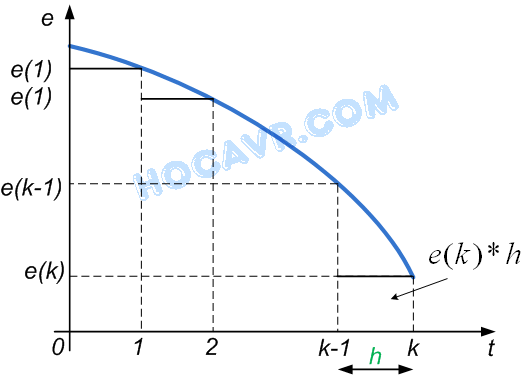 e
e(1)
e(1)
HOCAVR.COM
e(k-1)
e(k)
e(k)*h
0 1 2 k-1 k t
h